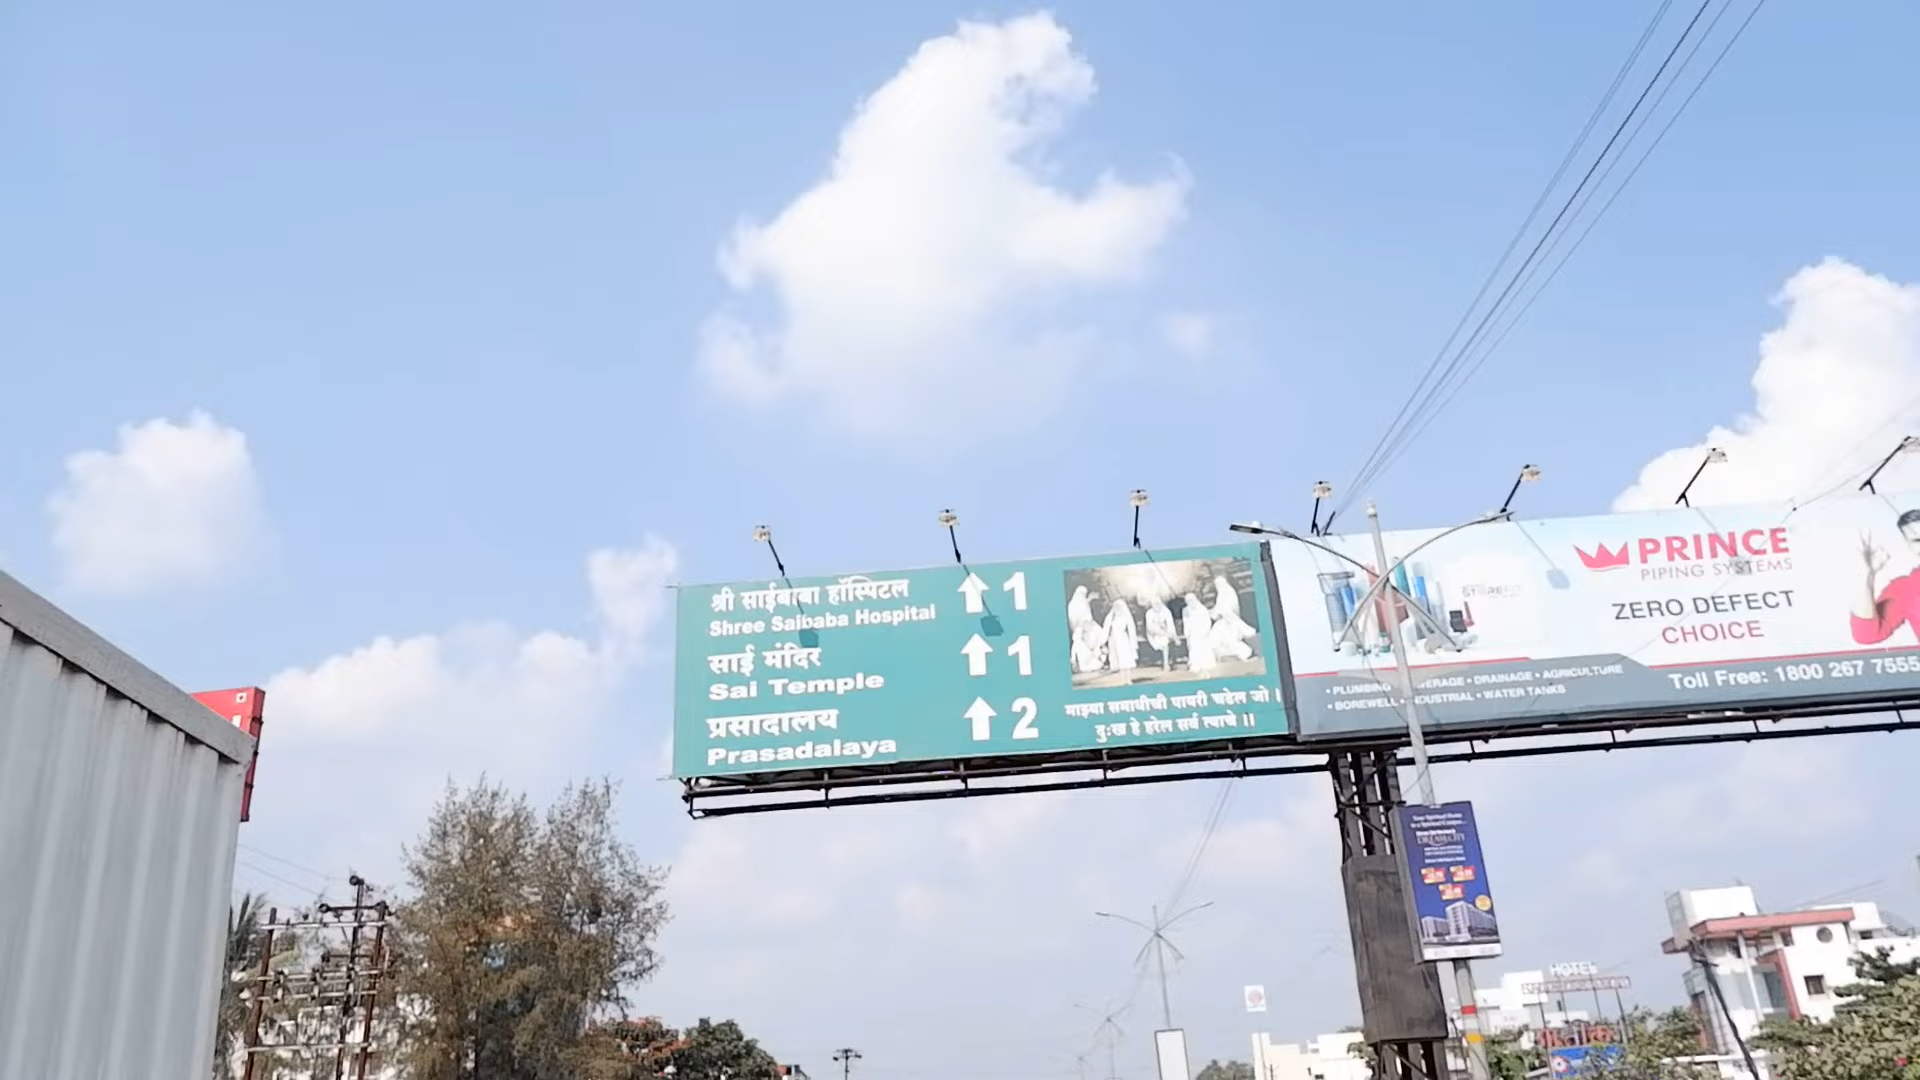 श्री साईबाबा हॉस्पिटल
Shree Saibaba Hospital
1
साई मंदिर
Sai Temple
1
प्रसादालय
Prasadalaya
2
माझ्या समाधीची पायरी चढेल जो |
दुःख हे हरेल सर्व त्याचे ||
PRINCE
PIPING SYSTEMS
ZERO DEFECT
CHOICE
• PLUMBING • DRAINAGE • AGRICULTURE
• BOREWELL • WATER TANKS
Toll Free: 1800 267 7555
HOTEL